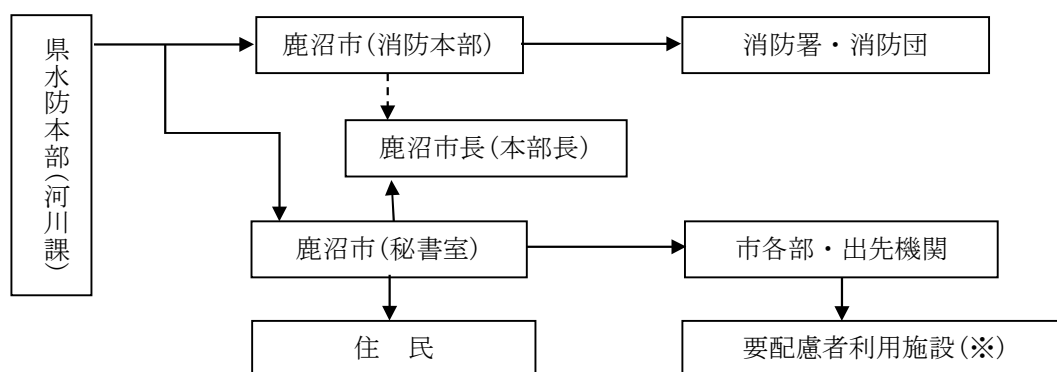 県水防本部(河川課)
鹿沼市(消防本部)
消防署・消防団
鹿沼市長(本部長)
鹿沼市(秘書室)
市各部・出先機関
住　民
要配慮者利用施設(※)